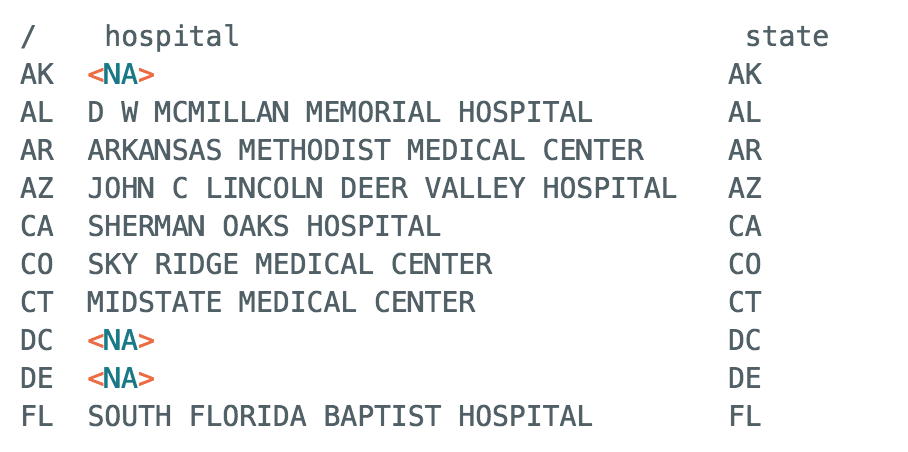 / hospital state
AK <NA> AK
AL D W MCMILLAN MEMORIAL HOSPITAL AL
AR ARKANSAS METHODIST MEDICAL CENTER AR
AZ JOHN C LINCOLN DEER VALLEY HOSPITAL AZ
CA SHERMAN OAKS HOSPITAL CA
CO SKY RIDGE MEDICAL CENTER CO
CT MIDSTATE MEDICAL CENTER CT
DC <NA> DC
DE <NA> DE
FL SOUTH FLORIDA BAPTIST HOSPITAL FL